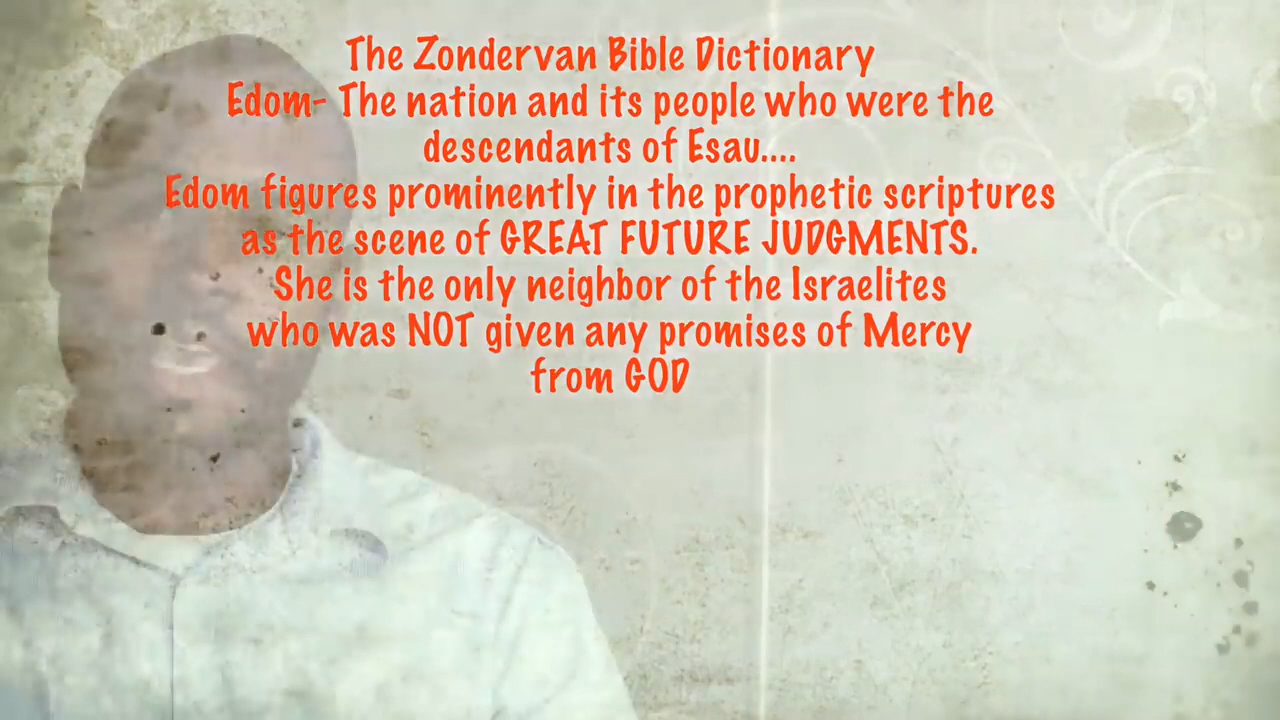 The Zondervan Bible Dictionary
Edom- The nation and its people who were the
descendants of Esau....
Edom figures prominently in the prophetic scriptures
as the scene of GREAT FUTURE JUDGMENTS.
She is the only neighbor of the Israelites
who was NOT given any promises of Mercy
from GOD